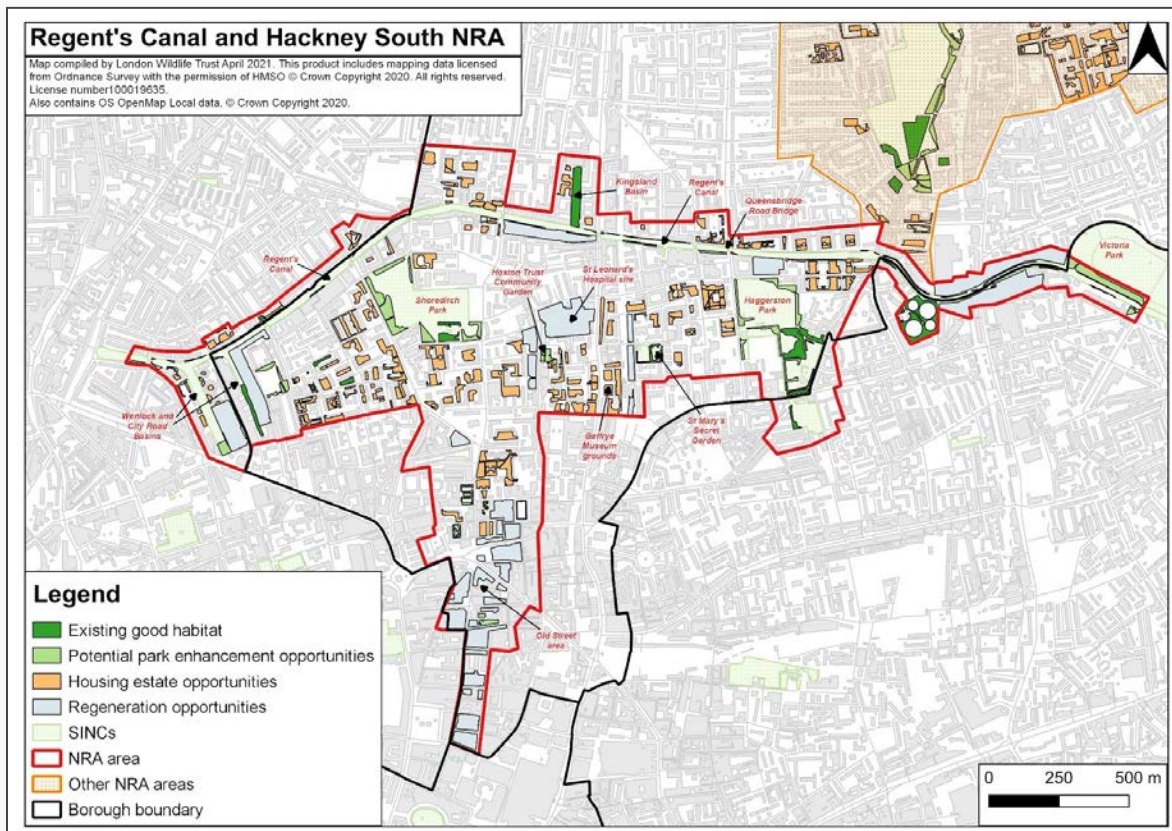 Regent's Canal and Hackney South NRA
Map compiled by London Wildlife Trust April 2021. This product includes mapping data licensed
from Ordnance Survey with the permission of HMSO © Crown Copyright 2020. All rights reserved.
License number100019635.
Also contains OS OpenMap Local data. © Crown Copyright 2020.
Kingsland
Basin
Regent's
Canal
Queensbridge
Road Bridge
Victoria
Park
Regent's
Canal
Hoxton Trust
Community
Garden
St Leonard's
Hospital site
Shoreditch
Park
Haggerston
Park
Wenlock and
City Road
Basins
Geffrye
Museum
grounds
St Mary's
Secret
Garden
Old Street
area
Legend
Existing good habitat
Potential park enhancement opportunities
Housing estate opportunities
Regeneration opportunities
SINCs
NRA area
Other NRA areas
Borough boundary
0 250 500 m